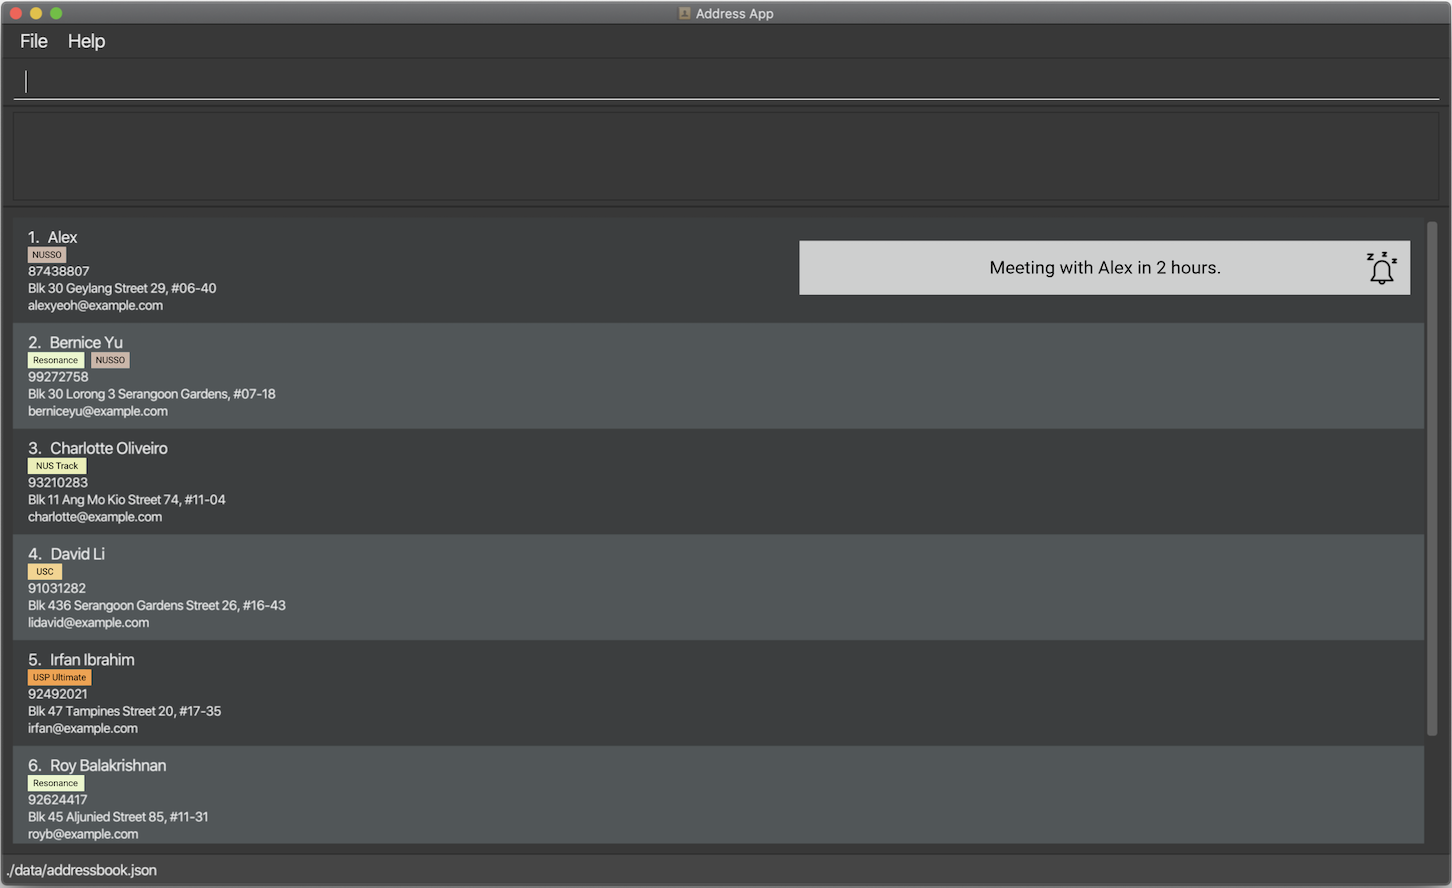 Address App
File Help
1. Alex
NUSSO
87438807
Blk 30 Geylang Street 29, #06-40
alexyeoh@example.com
Meeting with Alex in 2 hours.
z z z
2. Bernice Yu
Resonance NUSSO
99272758
Blk 30 Lorong 3 Serangoon Gardens, #07-18
berniceyu@example.com
3. Charlotte Oliveiro
NUS Track
93210283
Blk 11 Ang Mo Kio Street 74, #11-04
charlotte@example.com
4. David Li
USC
91031282
Blk 436 Serangoon Gardens Street 26, #16-43
lidavid@example.com
5. Irfan Ibrahim
USP Ultimate
92492021
Blk 47 Tampines Street 20, #17-35
irfan@example.com
6. Roy Balakrishnan
Resonance
92624417
Blk 45 Aljunied Street 85, #11-31
royb@example.com
./data/addressbook.json